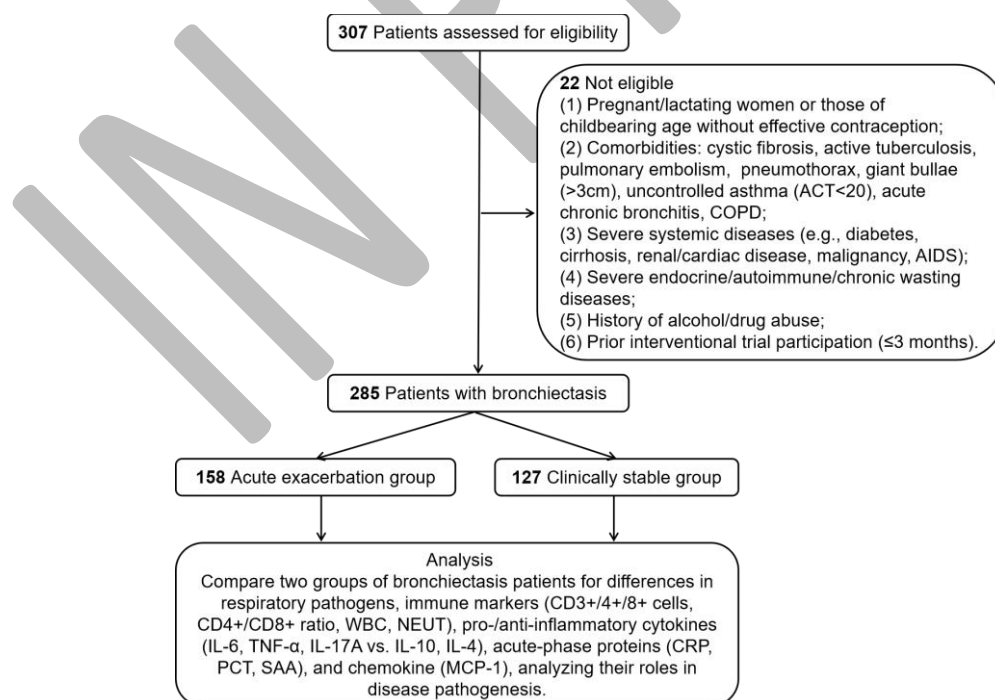 307 Patients assessed for eligibility
22 Not eligible
(1) Pregnant/lactating women or those of
childbearing age without effective contraception;
(2) Comorbidities: cystic fibrosis, active tuberculosis,
pulmonary embolism, pneumothorax, giant bullae
(>3cm), uncontrolled asthma (ACT<20), acute
chronic bronchitis, COPD;
(3) Severe systemic diseases (e.g., diabetes,
cirrhosis, renal/cardiac disease, malignancy, AIDS);
(4) Severe endocrine/autoimmune/chronic wasting
diseases;
(5) History of alcohol/drug abuse;
(6) Prior interventional trial participation (≤3 months).
285 Patients with bronchiectasis
158 Acute exacerbation group
127 Clinically stable group
Analysis
Compare two groups of bronchiectasis patients for differences in
respiratory pathogens, immune markers (CD3+/4+/8+ cells,
CD4+/CD8+ ratio, WBC, NEUT), pro-/anti-inflammatory cytokines
(IL-6, TNF-α, IL-17A vs. IL-10, IL-4), acute-phase proteins (CRP,
PCT, SAA), and chemokine (MCP-1), analyzing their roles in
disease pathogenesis.